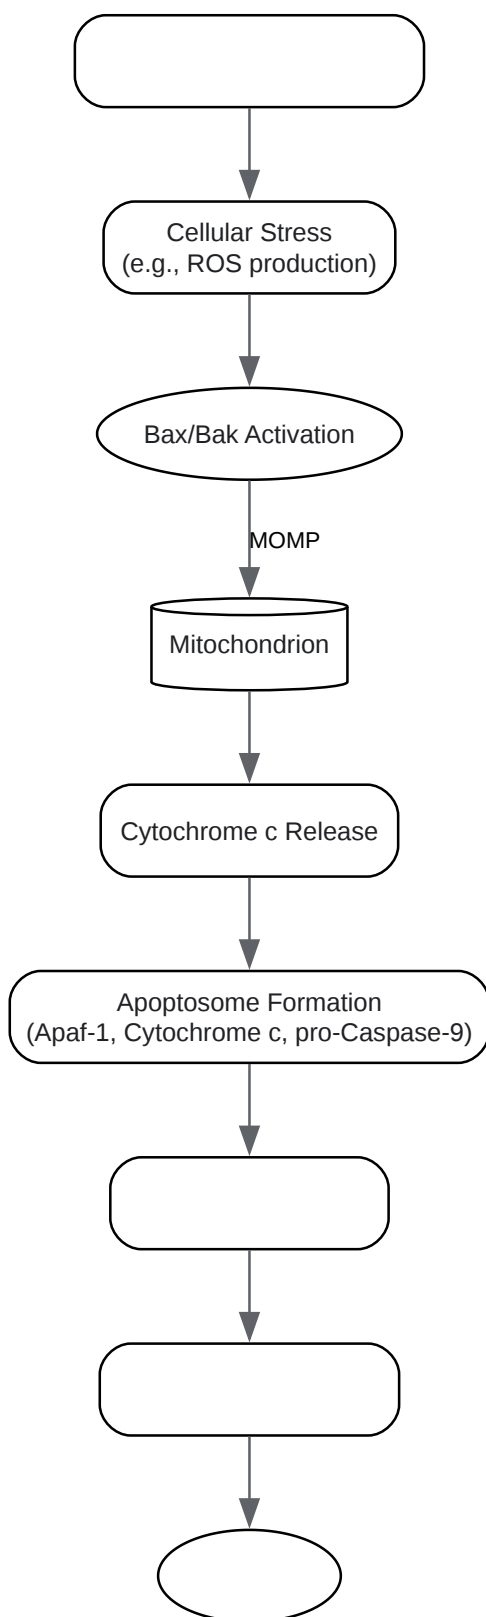 Cellular Stress
(e.g., ROS production)
Bax/Bak Activation
MOMP
Mitochondrion
Cytochrome c Release
Apoptosome Formation
(Apaf-1, Cytochrome c, pro-Caspase-9)